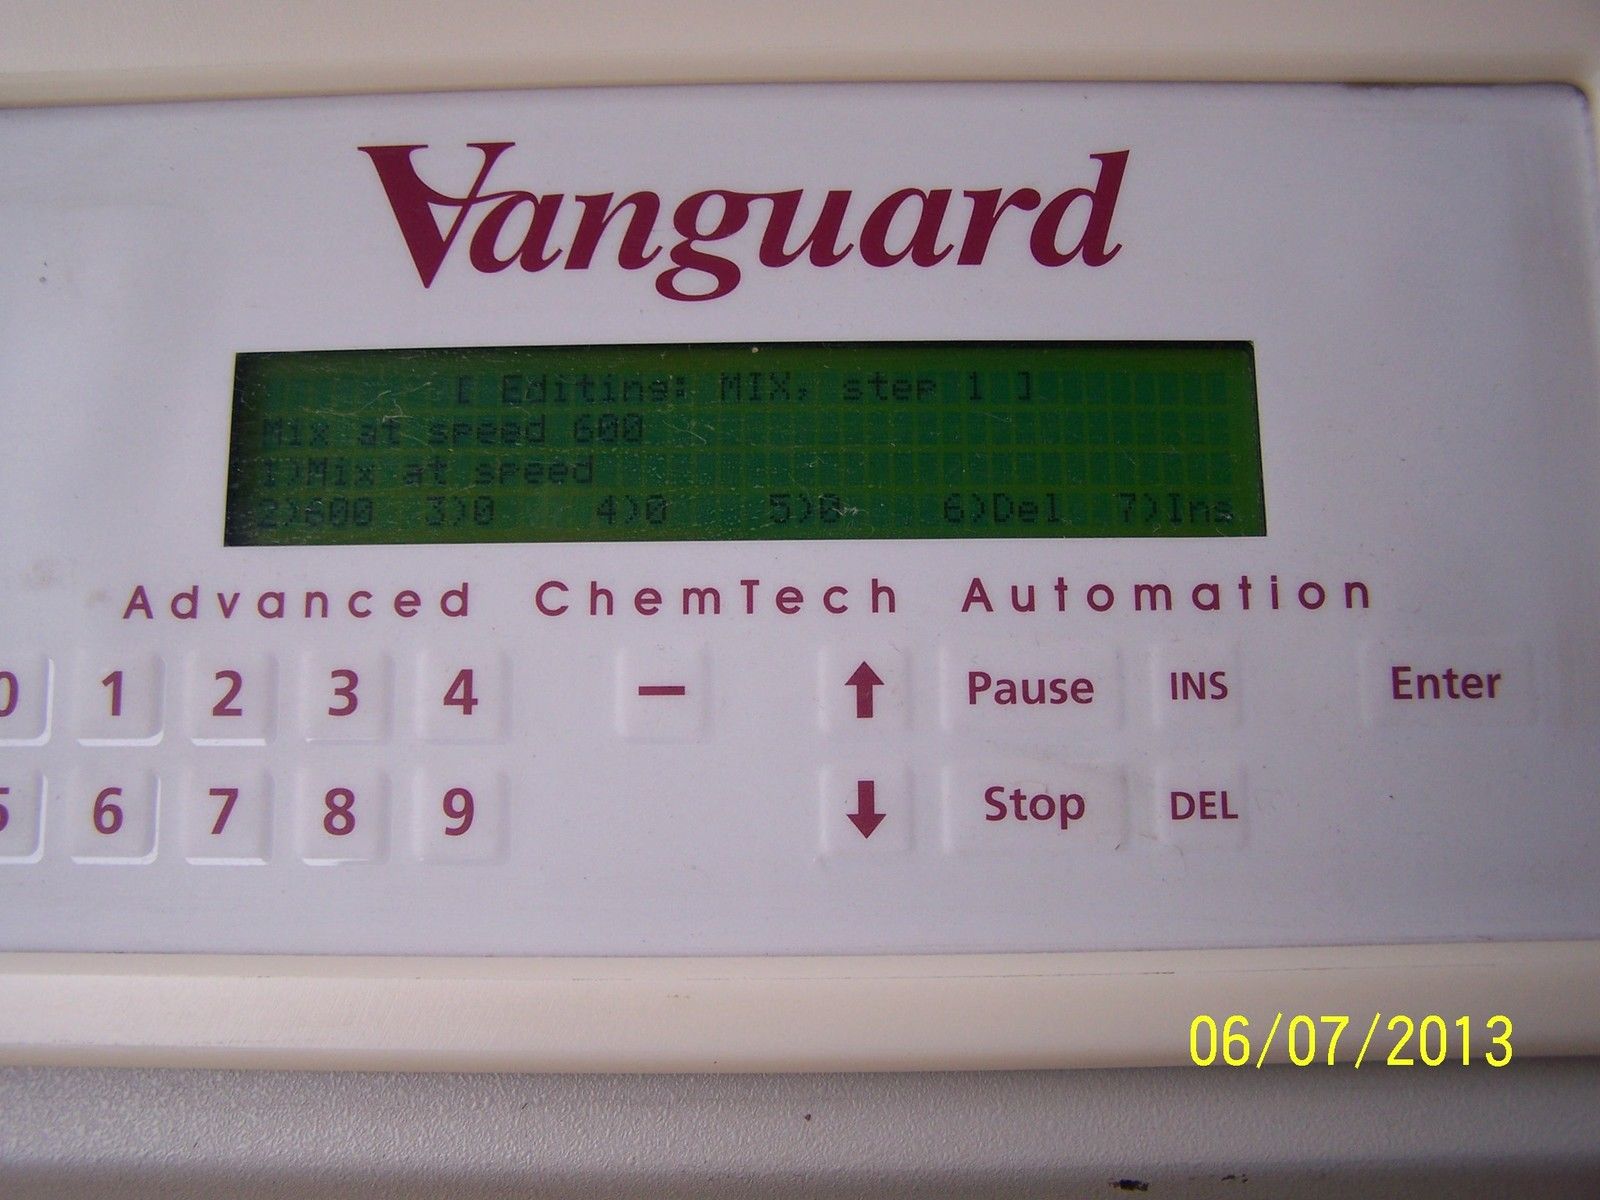 Vanguard
[ Editing: MIX, step 1 ]
Mix at speed 600
1)Mix at speed
2)600 3)0 4)0 5)0 6)Del 7)Ins
Advanced ChemTech Automation
0 1 2 3 4 − ↑ Pause INS Enter
5 6 7 8 9 ↓ Stop DEL
06/07/2013